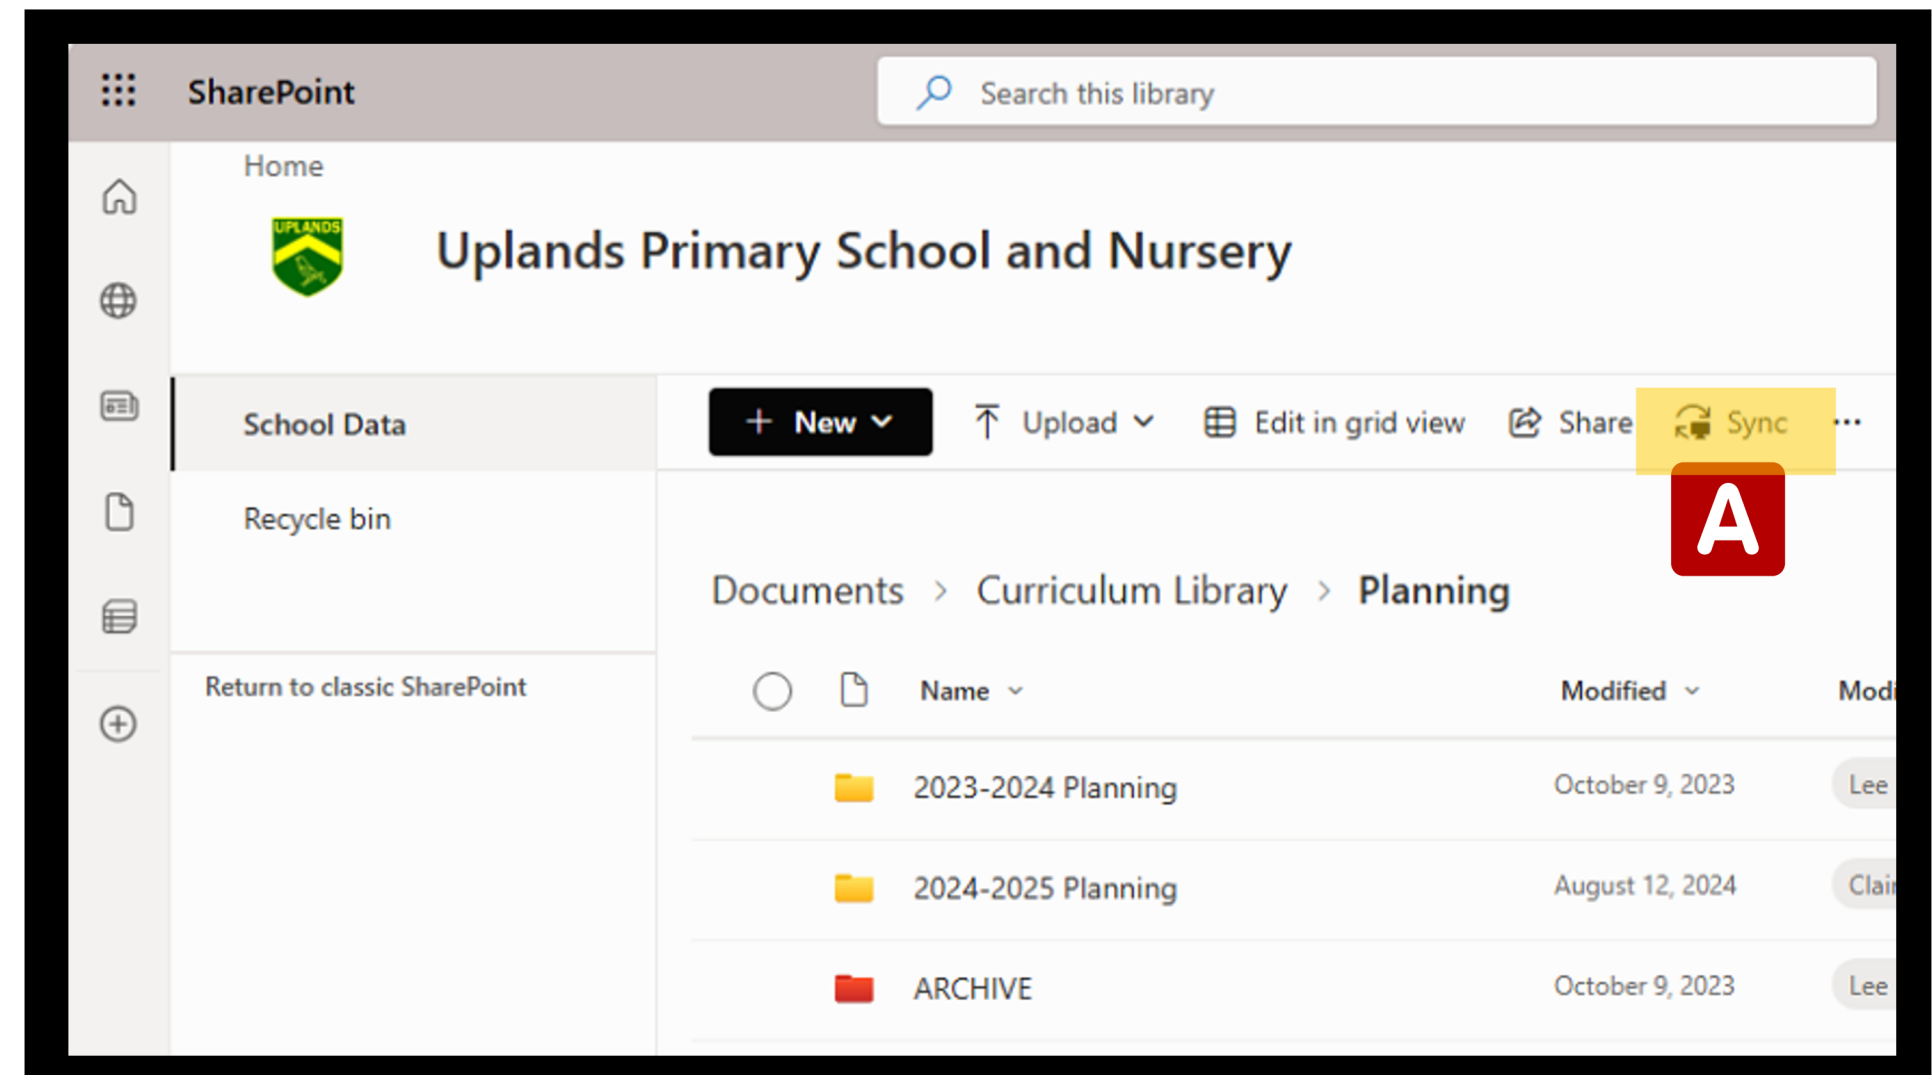 SharePoint
Search this library
Home
UPLANDS
Uplands Primary School and Nursery
School Data
Recycle bin
Return to classic SharePoint
+ New
Upload
Edit in grid view
Share
Sync
...
A
Documents > Curriculum Library > Planning
Name
Modified
Modi
2023-2024 Planning
October 9, 2023
Lee
2024-2025 Planning
August 12, 2024
Clai
ARCHIVE
October 9, 2023
Lee